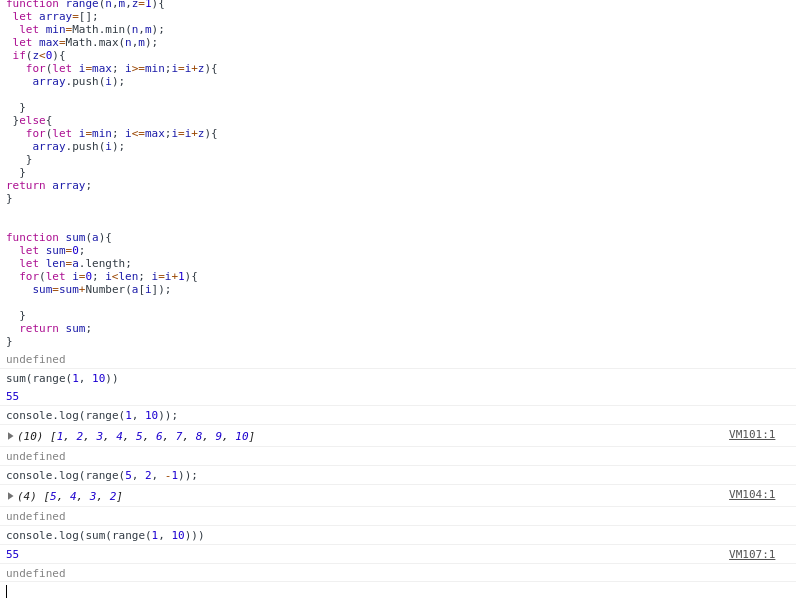 function range(n,m,z=1){
 let array=[];
  let min=Math.min(n,m);
 let max=Math.max(n,m);
 if(z<0){
   for(let i=max; i>=min;i=i+z){
    array.push(i);
  }
 }else{
   for(let i=min; i<=max;i=i+z){
    array.push(i);
   }
  }
return array;
}
function sum(a){
  let sum=0;
  let len=a.length;
  for(let i=0; i<len; i=i+1){
    sum=sum+Number(a[i]);
  }
  return sum;
}
undefined
sum(range(1, 10))
55
console.log(range(1, 10));
(10) [1, 2, 3, 4, 5, 6, 7, 8, 9, 10] VM101:1
undefined
console.log(range(5, 2, -1));
(4) [5, 4, 3, 2] VM104:1
undefined
console.log(sum(range(1, 10)))
55 VM107:1
undefined